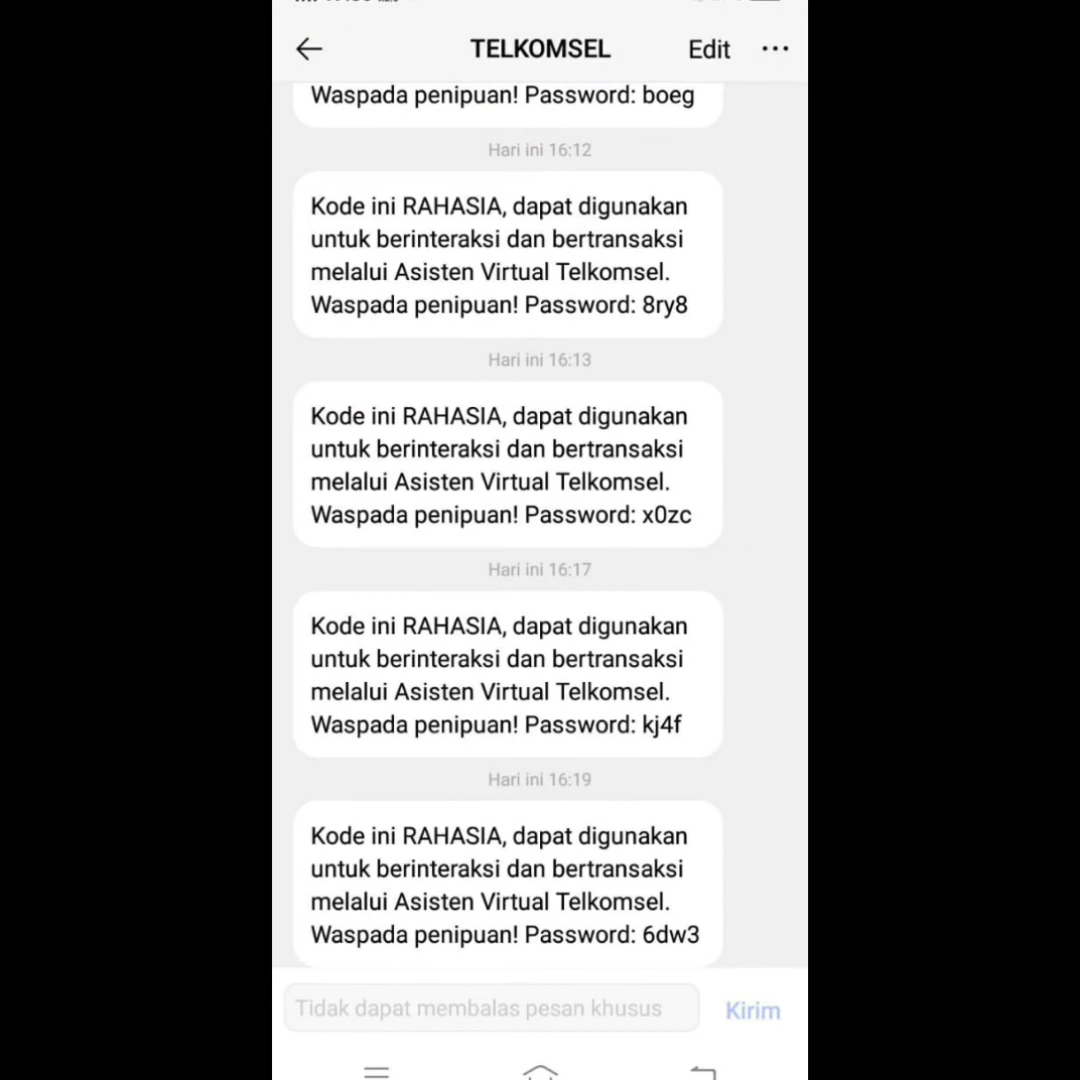 TELKOMSEL Edit
Waspada penipuan! Password: boeg
Hari ini 16:12
Kode ini RAHASIA, dapat digunakan
untuk berinteraksi dan bertransaksi
melalui Asisten Virtual Telkomsel.
Waspada penipuan! Password: 8ry8
Hari ini 16:13
Kode ini RAHASIA, dapat digunakan
untuk berinteraksi dan bertransaksi
melalui Asisten Virtual Telkomsel.
Waspada penipuan! Password: x0zc
Hari ini 16:17
Kode ini RAHASIA, dapat digunakan
untuk berinteraksi dan bertransaksi
melalui Asisten Virtual Telkomsel.
Waspada penipuan! Password: kj4f
Hari ini 16:19
Kode ini RAHASIA, dapat digunakan
untuk berinteraksi dan bertransaksi
melalui Asisten Virtual Telkomsel.
Waspada penipuan! Password: 6dw3
Tidak dapat membalas pesan khusus Kirim